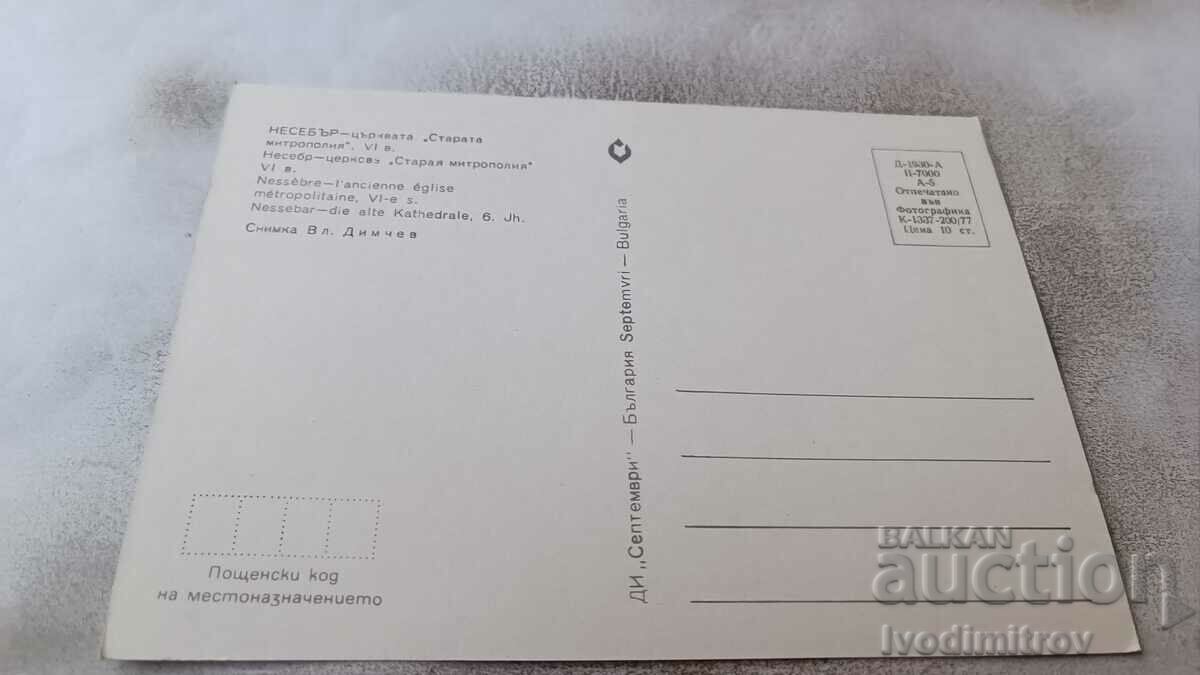 НЕСЕБЪР—църквата „Старата
митрополия", VI в.
Несебр—церковь „Старая митрополия"
VI в.
Nessèbre—l'ancienne église
métropolitaine, VI-e s.
Nessebar—die alte Kathedrale, 6. Jh.
Снимка Вл. Димчев
Пощенски код
на местоназначението
ДИ „Септември" — България Septemvri — Bulgaria
Д-1930-А
П-7000
А-5
Отпечатано
във
Фотографика
К-1337-200/77
Цена 10 ст.
BALKAN
auction
Ivodimitrov